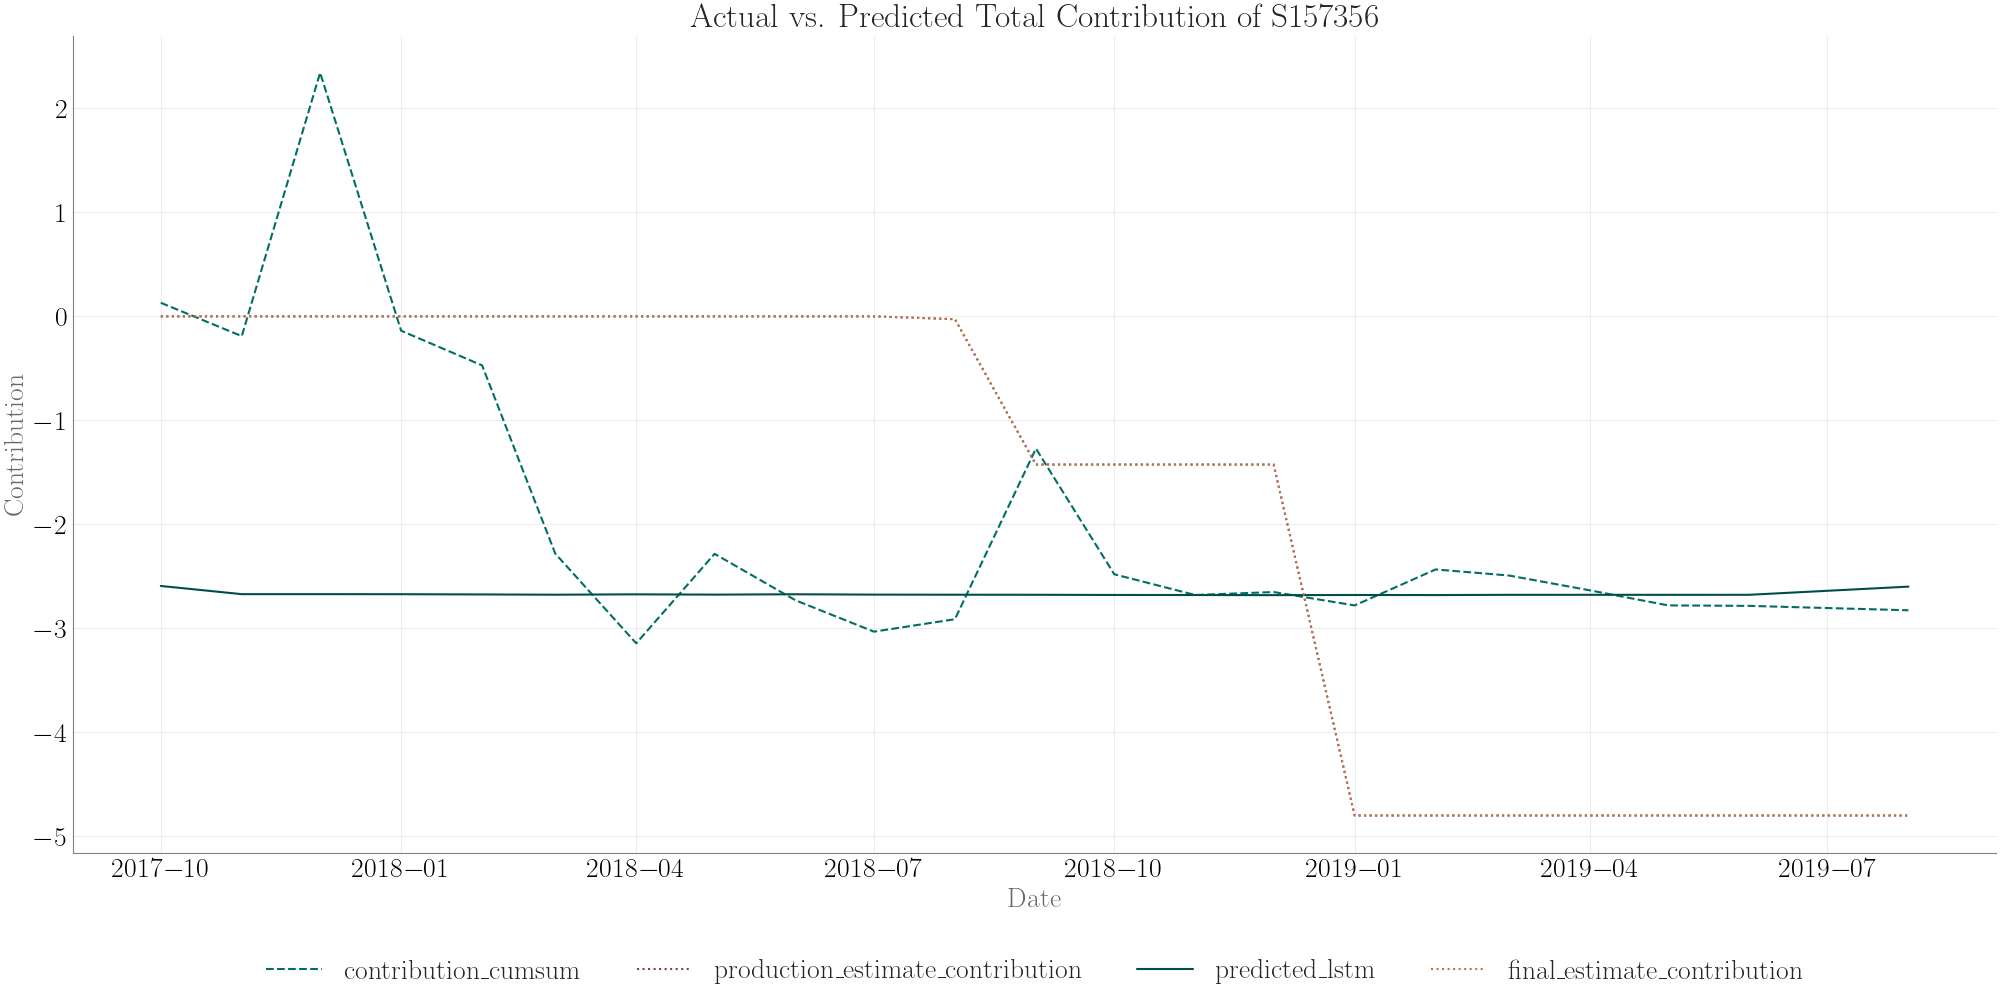 Actual vs. Predicted Total Contribution of S157356
Contribution
2
1
0
−1
−2
−3
−4
−5
2017−10 2018−01 2018−04 2018−07 2018−10 2019−01 2019−04 2019−07
Date
contribution_cumsum production_estimate_contribution predicted_lstm final_estimate_contribution